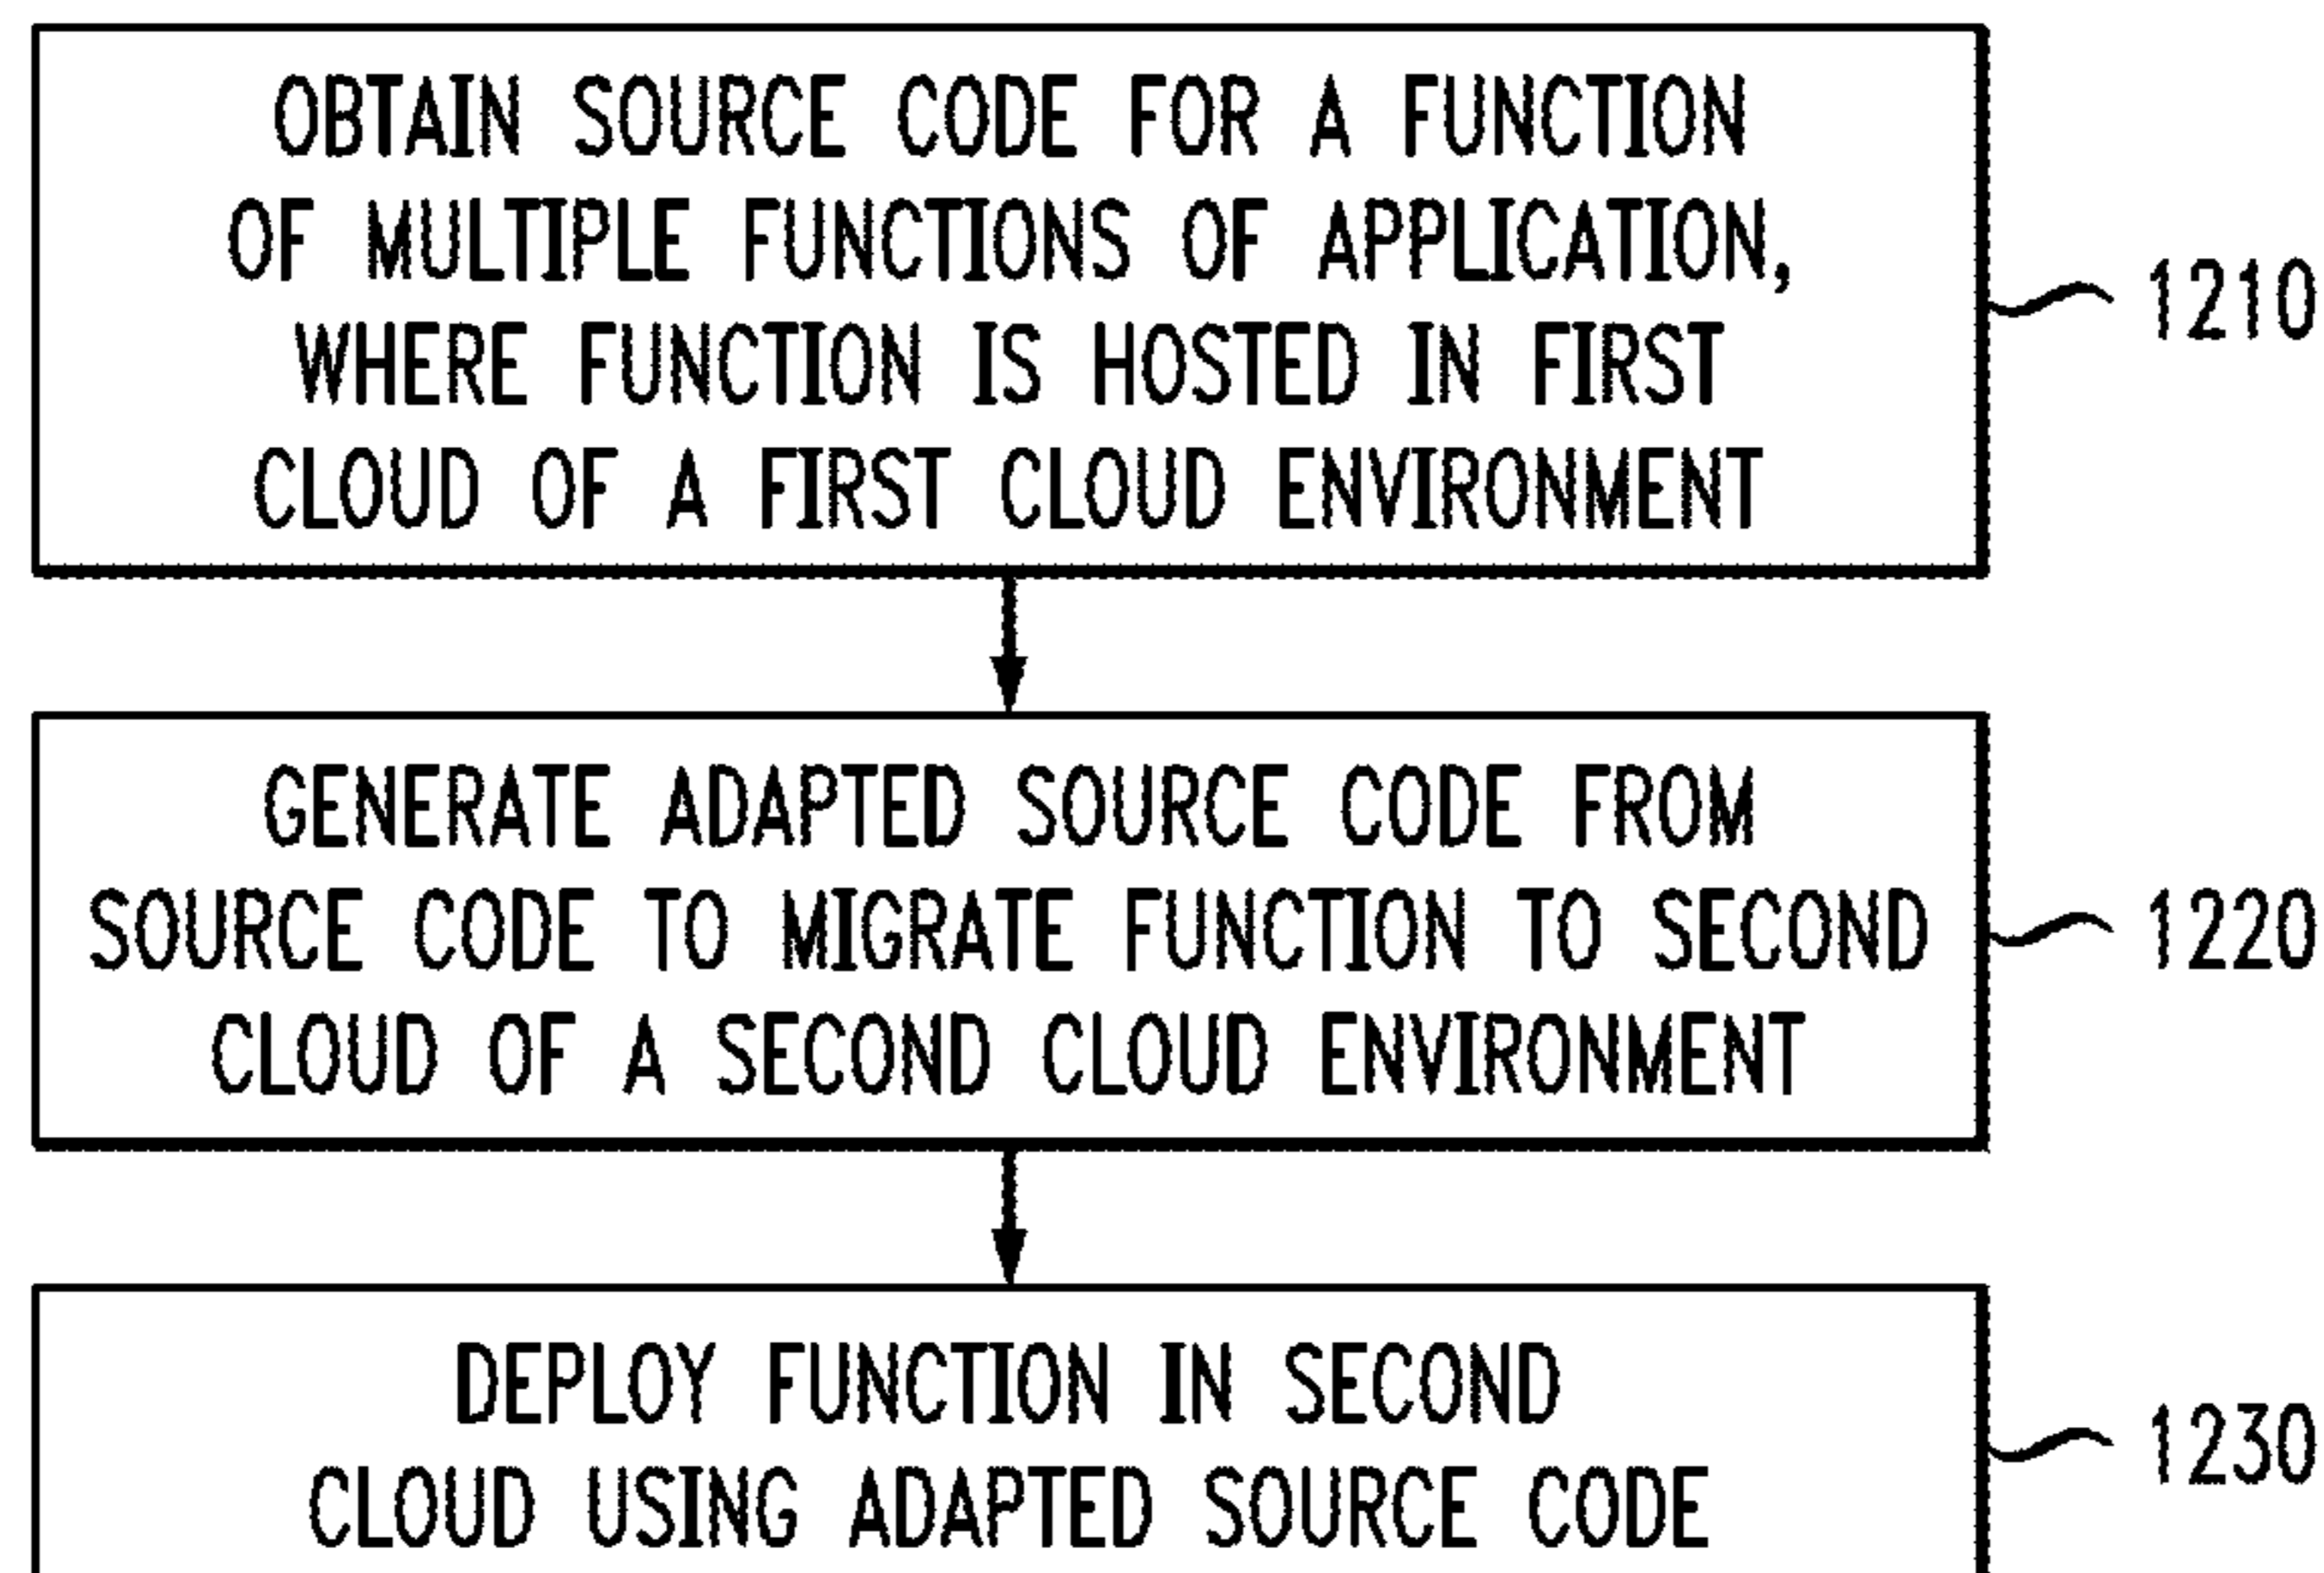 OBTAIN SOURCE CODE FOR A FUNCTION
OF MULTIPLE FUNCTIONS OF APPLICATION,
WHERE FUNCTION IS HOSTED IN FIRST
CLOUD OF A FIRST CLOUD ENVIRONMENT
1210
GENERATE ADAPTED SOURCE CODE FROM
SOURCE CODE TO MIGRATE FUNCTION TO SECOND
CLOUD OF A SECOND CLOUD ENVIRONMENT
1220
DEPLOY FUNCTION IN SECOND
CLOUD USING ADAPTED SOURCE CODE
1230